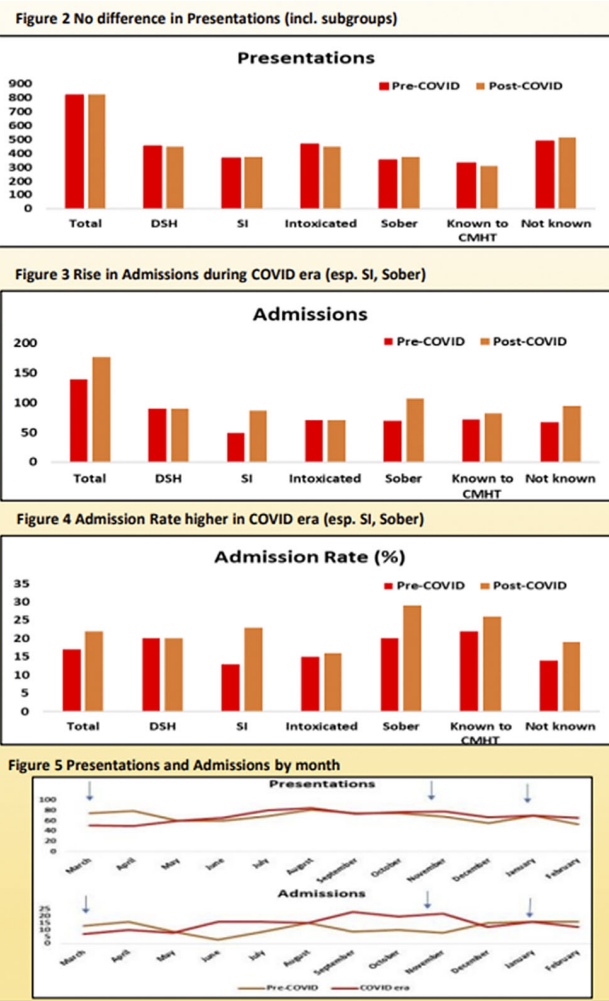 Figure 2 No difference in Presentations (incl. subgroups)
Presentations
Pre-COVID Post-COVID
900
800
700
600
500
400
300
200
100
0
Total DSH SI Intoxicated Sober Known to CMHT Not known
Figure 3 Rise in Admissions during COVID era (esp. SI, Sober)
Admissions
Pre-COVID Post-COVID
200
150
100
50
0
Total DSH SI Intoxicated Sober Known to CMHT Not known
Figure 4 Admission Rate higher in COVID era (esp. SI, Sober)
Admission Rate (%)
Pre-COVID Post-COVID
35
30
25
20
15
10
5
0
Total DSH SI Intoxicated Sober Known to CMHT Not known
Figure 5 Presentations and Admissions by month
Presentations
100
80
60
40
20
0
March April May June July August September October November December January February
Admissions
25
20
15
10
5
0
March April May June July August September October November December January February
Pre-COVID COVID era